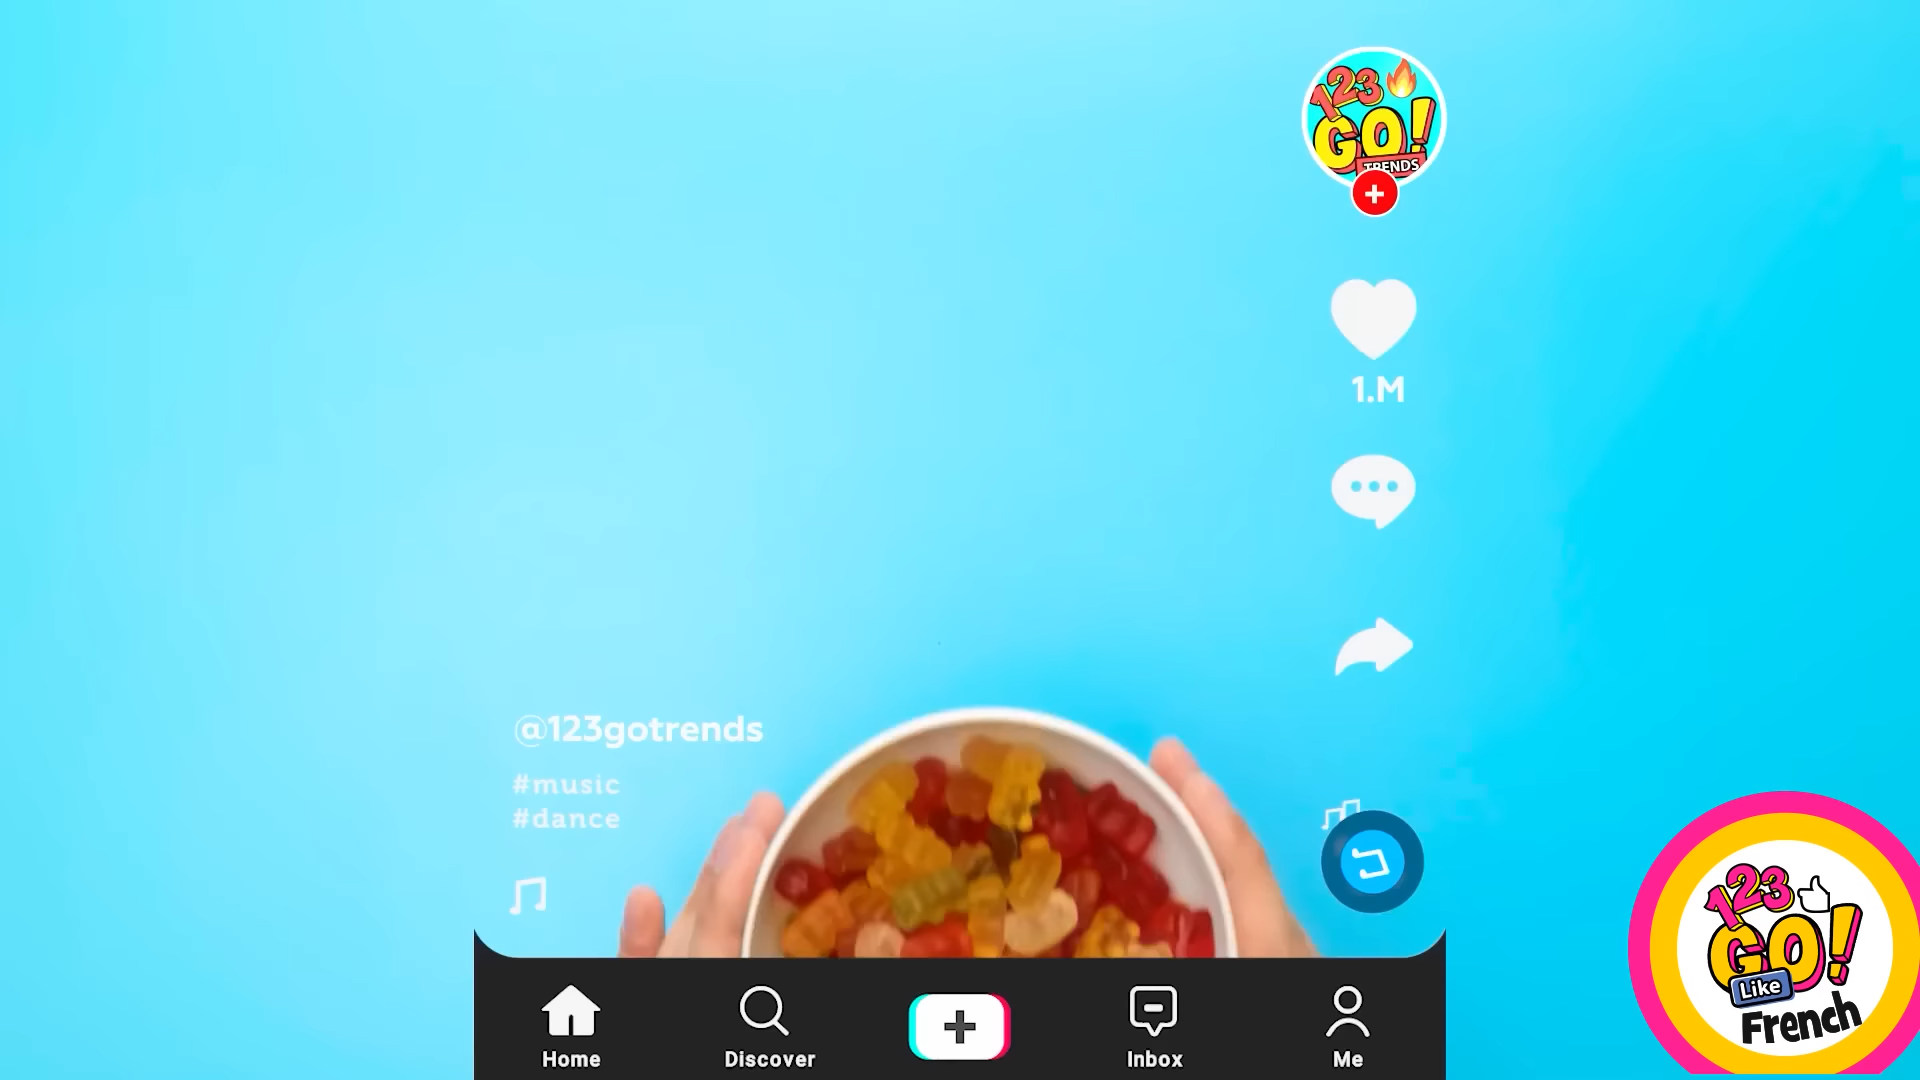 123
GO!
TRENDS
1.M
@123gotrends
#music
#dance
Home
Discover
Inbox
Me
123
GO!
Like
French